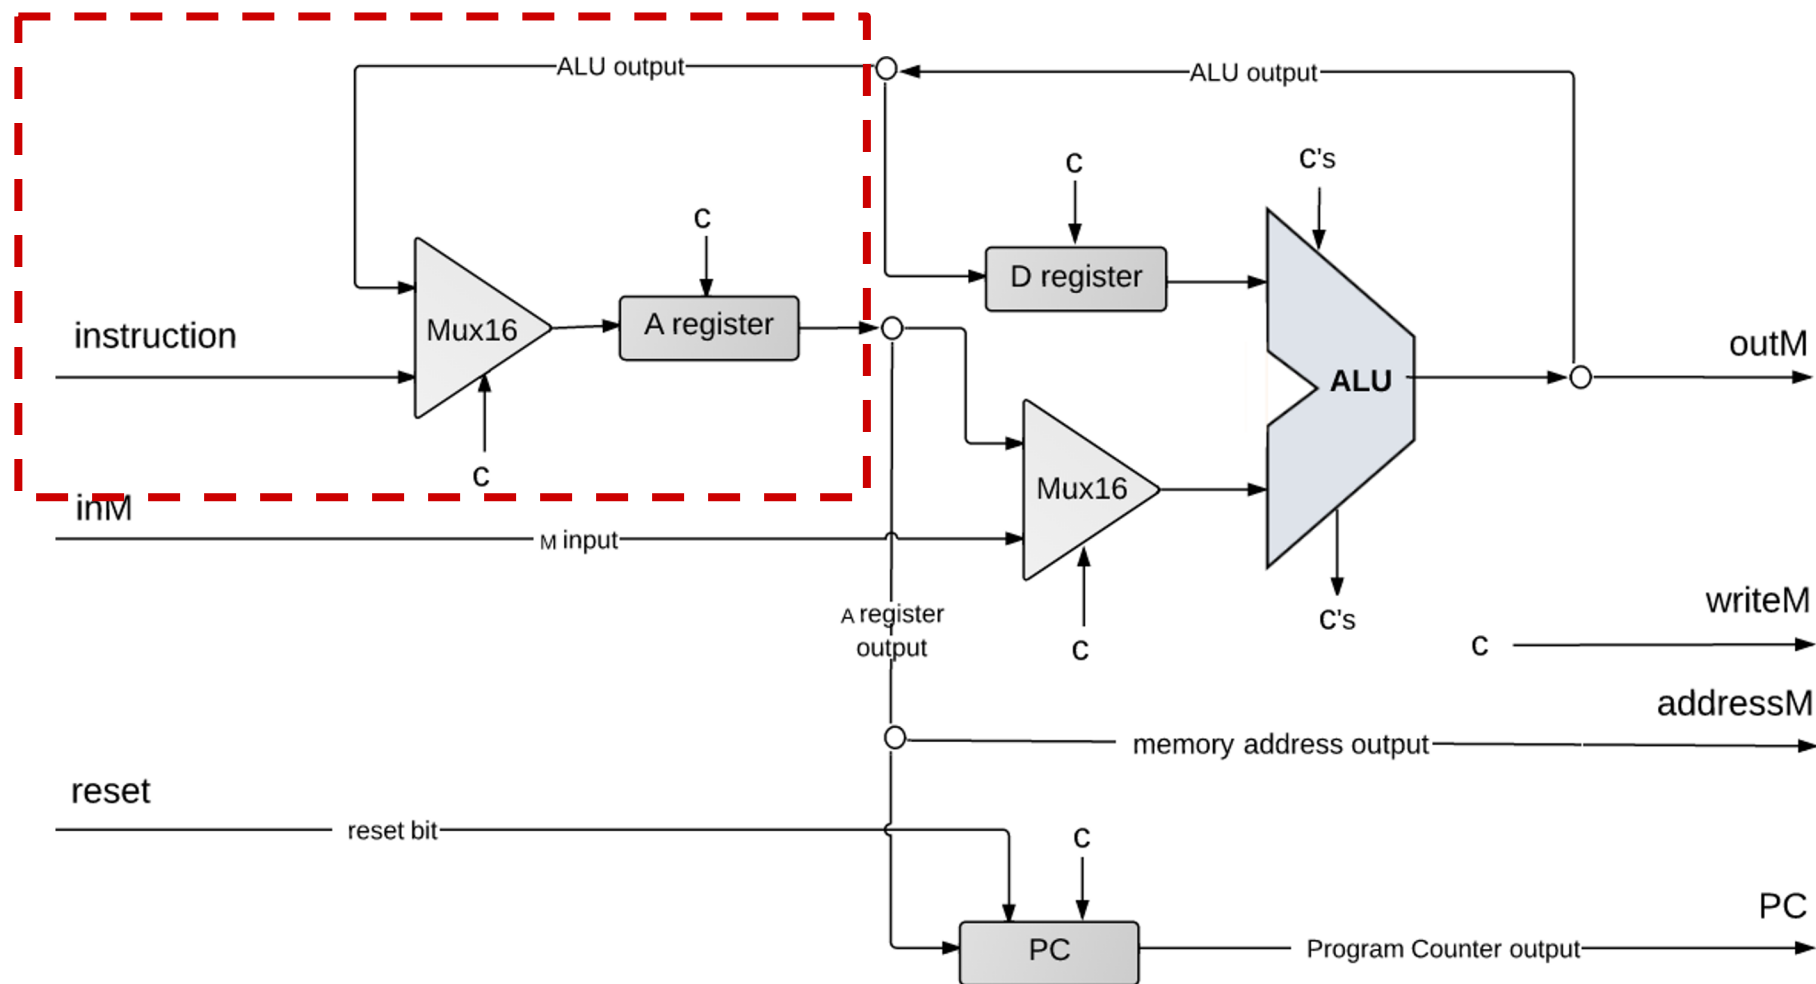 ALU output
ALU output
c
c's
c
D register
A register
instruction
Mux16
outM
ALU
c
Mux16
inM
M input
writeM
A register
output
c
c's
c
addressM
memory address output
reset
reset bit
c
PC
PC
Program Counter output